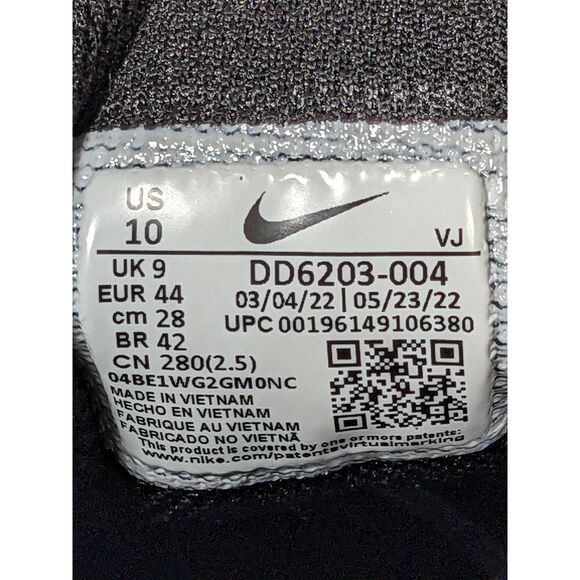 US
10
VJ
UK 9
EUR 44
cm 28
BR 42
CN 280(2.5)
DD6203-004
03/04/22 | 05/23/22
UPC 00196149106380
04BE1WG2GM0NC
MADE IN VIETNAM
HECHO EN VIETNAM
FABRIQUE AU VIETNAM
FABRICADO NO VIETNÃ
This product is covered by one or more patents:
www.nike.com/patentsvirtualmarking